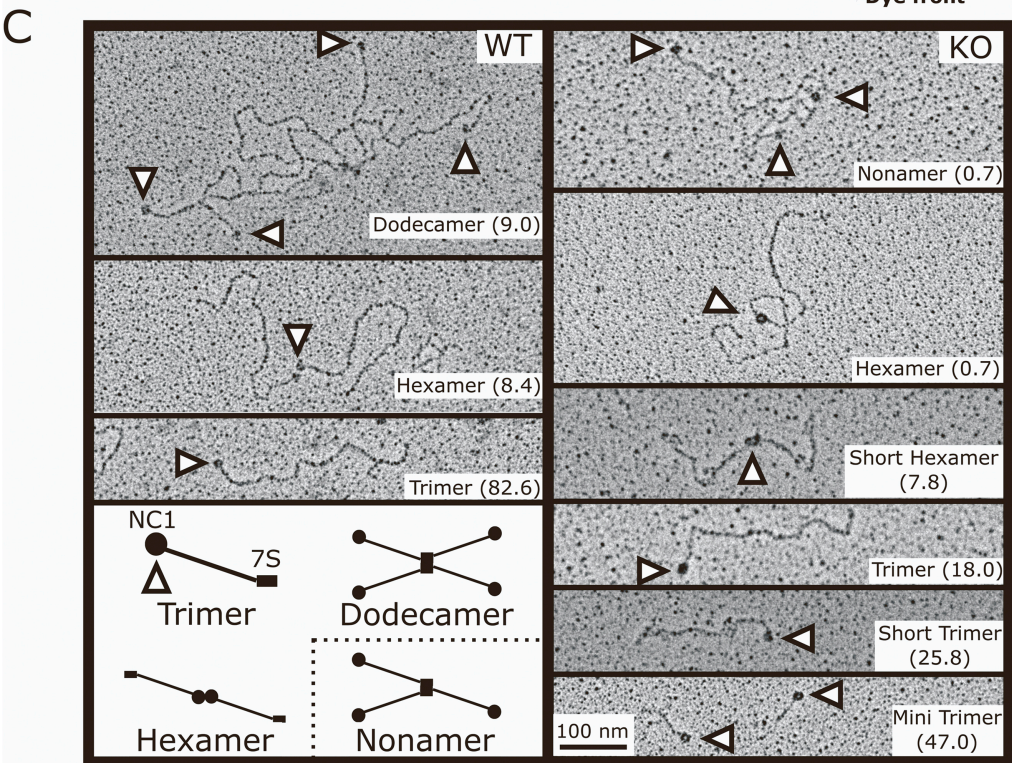 Dye front
C
WT
Dodecamer (9.0)
Hexamer (8.4)
Trimer (82.6)
NC1
7S
Trimer
Dodecamer
Hexamer
Nonamer
KO
Nonamer (0.7)
Hexamer (0.7)
Short Hexamer
(7.8)
Trimer (18.0)
Short Trimer
(25.8)
Mini Trimer
(47.0)
100 nm